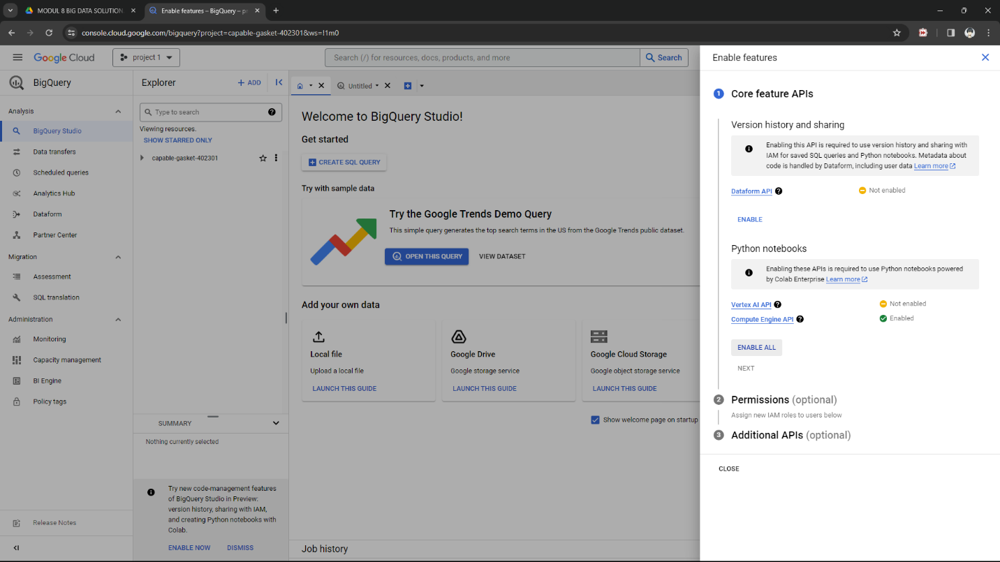 MODUL 8 BIG DATA SOLUTION
Enable features – BigQuery – pr
console.cloud.google.com/bigquery?project=capable-gasket-402301&ws=!1m0
Google Cloud
project 1
Search (/) for resources, docs, products, and more
Search
BigQuery
Analysis
BigQuery Studio
Data transfers
Scheduled queries
Analytics Hub
Dataform
Partner Center
Migration
Assessment
SQL translation
Administration
Monitoring
Capacity management
BI Engine
Policy tags
Release Notes
Explorer
+ ADD
Type to search
Viewing resources.
SHOW STARRED ONLY
capable-gasket-402301
SUMMARY
Nothing currently selected
Try new code-management features
of BigQuery Studio in Preview:
version history, sharing with IAM,
and creating Python notebooks with
Colab.
ENABLE NOW DISMISS
Untitled
Welcome to BigQuery Studio!
Get started
CREATE SQL QUERY
Try with sample data
Try the Google Trends Demo Query
This simple query generates the top search terms in the US from the Google Trends public dataset.
OPEN THIS QUERY
VIEW DATASET
Add your own data
Local file
Upload a local file
LAUNCH THIS GUIDE
Google Drive
Google storage service
LAUNCH THIS GUIDE
Google Cloud Storage
Google object storage service
LAUNCH THIS GUIDE
Show welcome page on startup
Job history
Enable features
1 Core feature APIs
Version history and sharing
Enabling this API is required to use version history and sharing with
IAM for saved SQL queries and Python notebooks. Metadata about
code is handled by Dataform, including user data Learn more
Dataform API
Not enabled
ENABLE
Python notebooks
Enabling these APIs is required to use Python notebooks powered
by Colab Enterprise Learn more
Vertex AI API
Not enabled
Compute Engine API
Enabled
ENABLE ALL
NEXT
2 Permissions (optional)
Assign new IAM roles to users below
3 Additional APIs (optional)
CLOSE